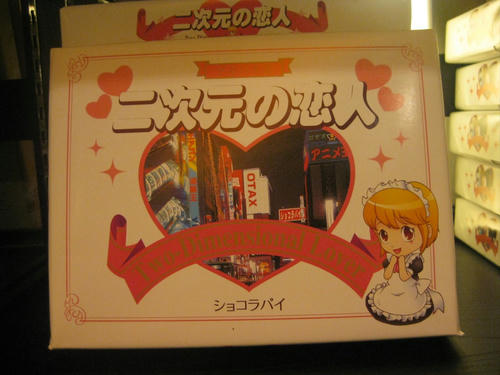 二次元の恋人
二次元の恋人
OTAX
アニメ
Two-Dimensional Lover
ショコラパイ